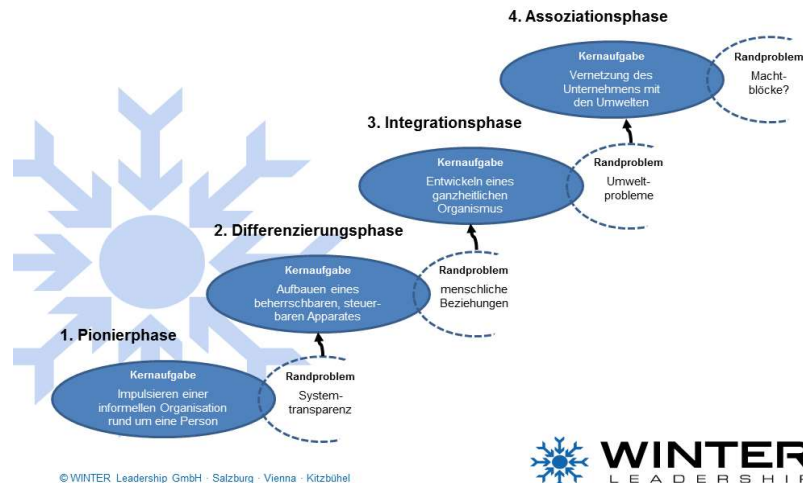 4. Assoziationsphase
Kernaufgabe
Vernetzung des
Unternehmens mit
den Umwelten
Randproblem
Macht-
blöcke?
3. Integrationsphase
Kernaufgabe
Entwickeln eines
ganzheitlichen
Organismus
Randproblem
Umwelt-
probleme
2. Differenzierungsphase
Kernaufgabe
Aufbauen eines
beherrschbaren, steuer-
baren Apparates
Randproblem
menschliche
Beziehungen
1. Pionierphase
Kernaufgabe
Impulsieren einer
informellen Organisation
rund um eine Person
Randproblem
System-
transparenz
WINTER
LEADERSHIP
© WINTER Leadership GmbH · Salzburg · Vienna · Kitzbühel